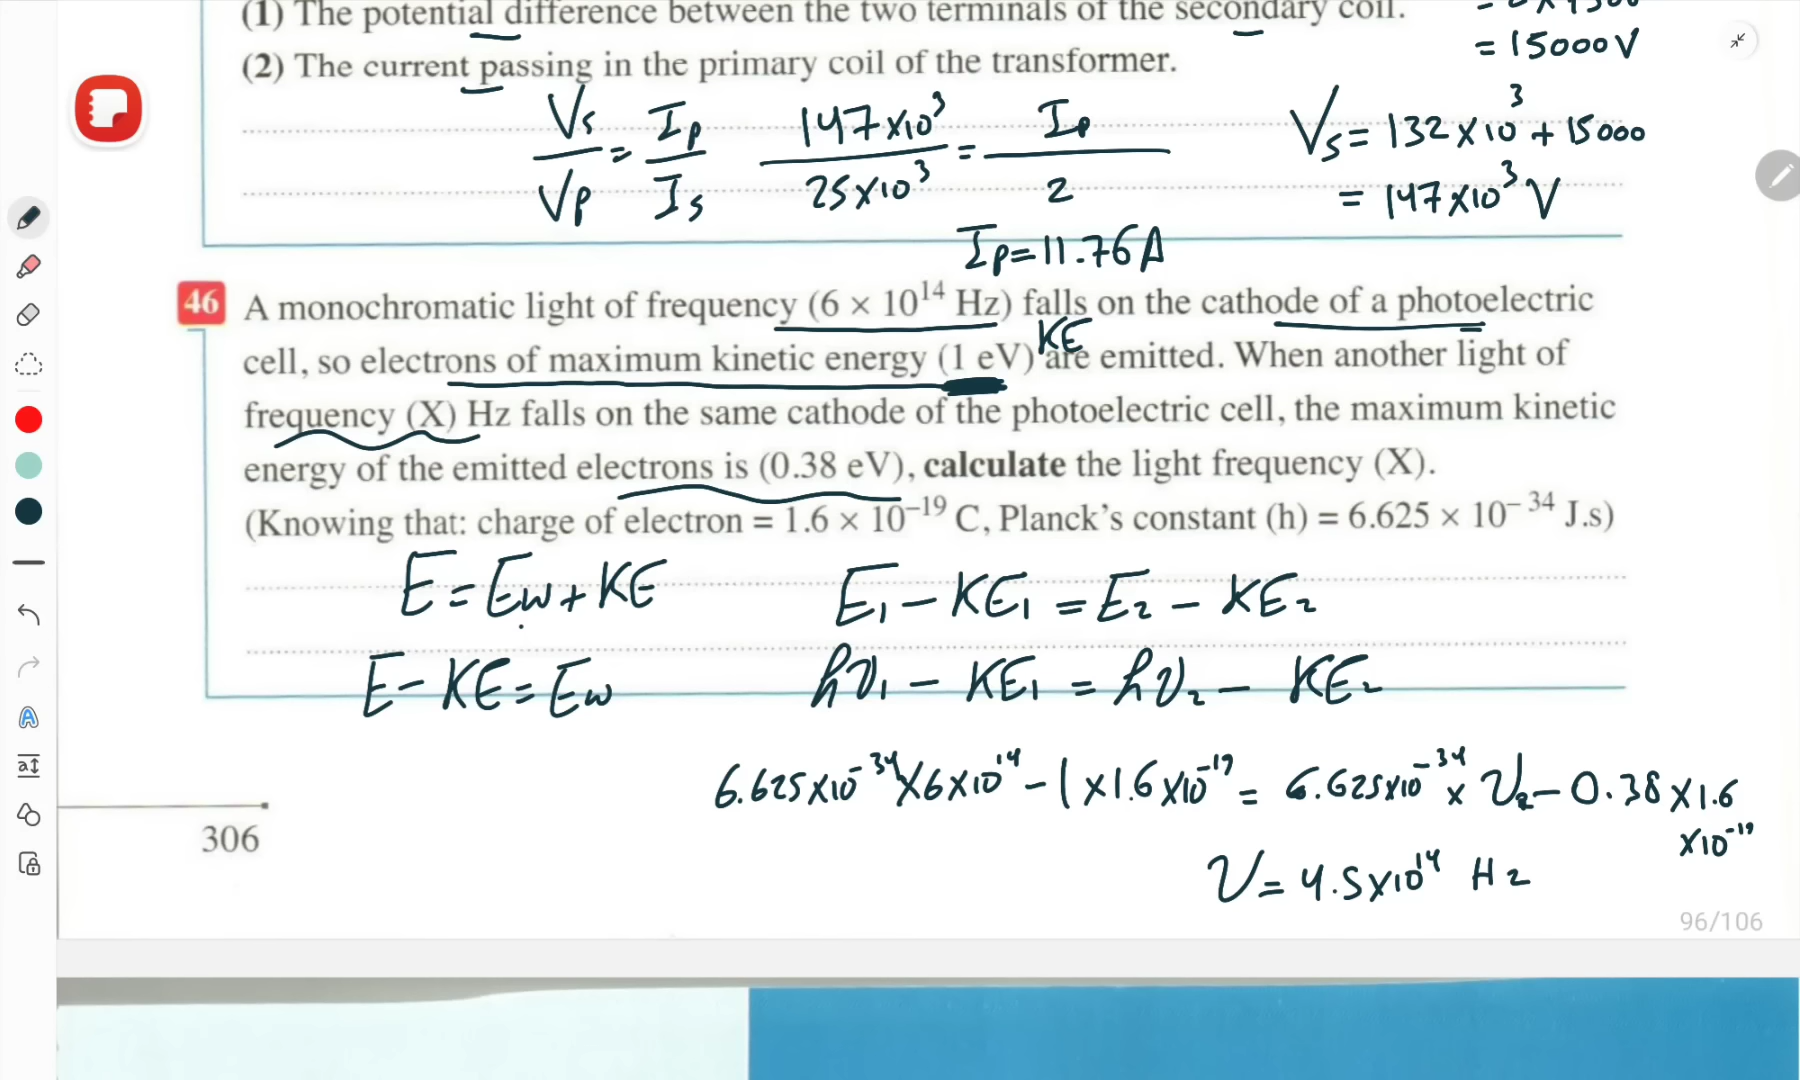 (1) The potential difference between the two terminals of the secondary coil.
= 15000 V
(2) The current passing in the primary coil of the transformer.
Vs/Vp = Ip/Is 147×10³/25×10³ = Ip/2
Vs = 132×10³ + 15000
= 147×10³ V
Ip = 11.76 A
46 A monochromatic light of frequency (6 × 10¹⁴ Hz) falls on the cathode of a photoelectric
KE
cell, so electrons of maximum kinetic energy (1 eV) are emitted. When another light of
frequency (X) Hz falls on the same cathode of the photoelectric cell, the maximum kinetic
energy of the emitted electrons is (0.38 eV), calculate the light frequency (X).
(Knowing that: charge of electron = 1.6 × 10⁻¹⁹ C, Planck's constant (h) = 6.625 × 10⁻³⁴ J.s)
E = Ew + KE E₁ − KE₁ = E₂ − KE₂
E − KE = Ew hν₁ − KE₁ = hν₂ − KE₂
6.625×10⁻³⁴ × 6×10¹⁴ − 1 × 1.6×10⁻¹⁹ = 6.625×10⁻³⁴ × ν₂ − 0.38 × 1.6
×10⁻¹⁹
306
ν = 4.5×10¹⁴ Hz
96/106